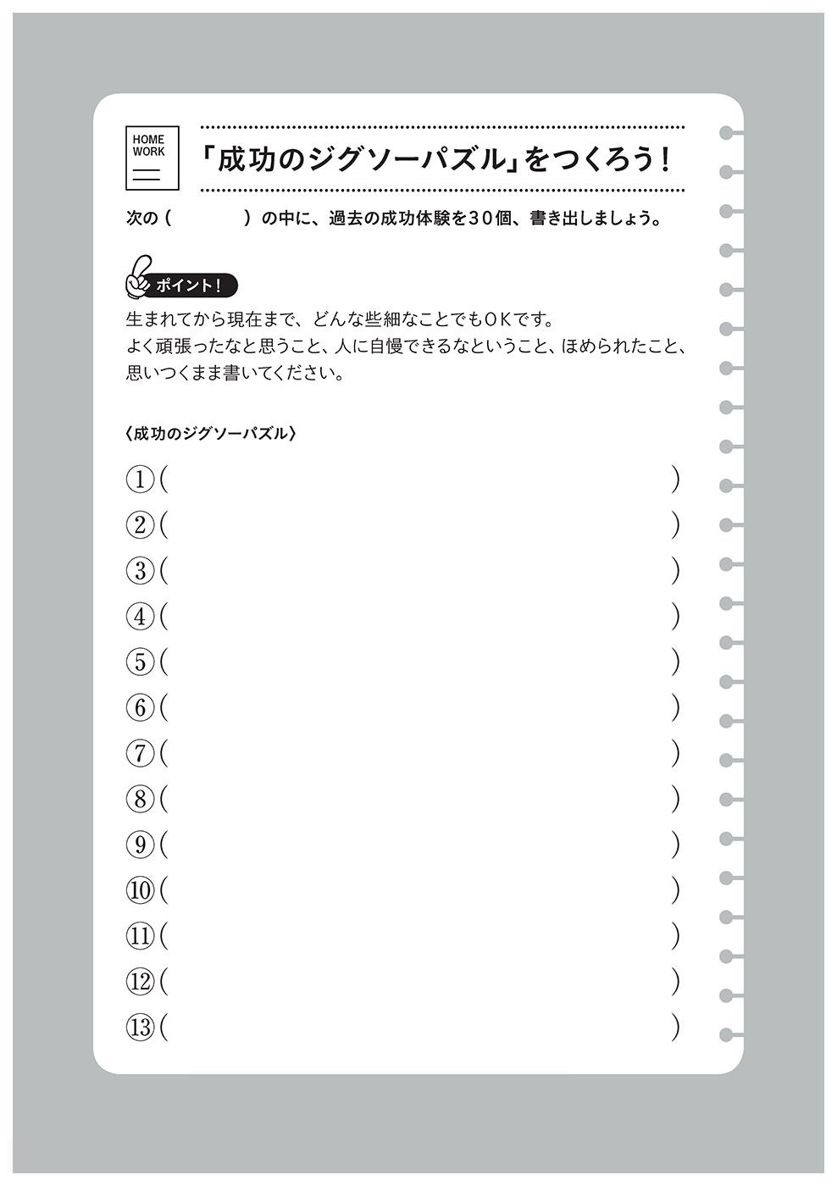 HOME
WORK
「成功のジグソーパズル」をつくろう！
次の（　　　　）の中に、過去の成功体験を30個、書き出しましょう。
ポイント！
生まれてから現在まで、どんな些細なことでもOKです。
よく頑張ったなと思うこと、人に自慢できるなということ、ほめられたこと、
思いつくまま書いてください。
〈成功のジグソーパズル〉
①（　　　　）
②（　　　　）
③（　　　　）
④（　　　　）
⑤（　　　　）
⑥（　　　　）
⑦（　　　　）
⑧（　　　　）
⑨（　　　　）
⑩（　　　　）
⑪（　　　　）
⑫（　　　　）
⑬（　　　　）